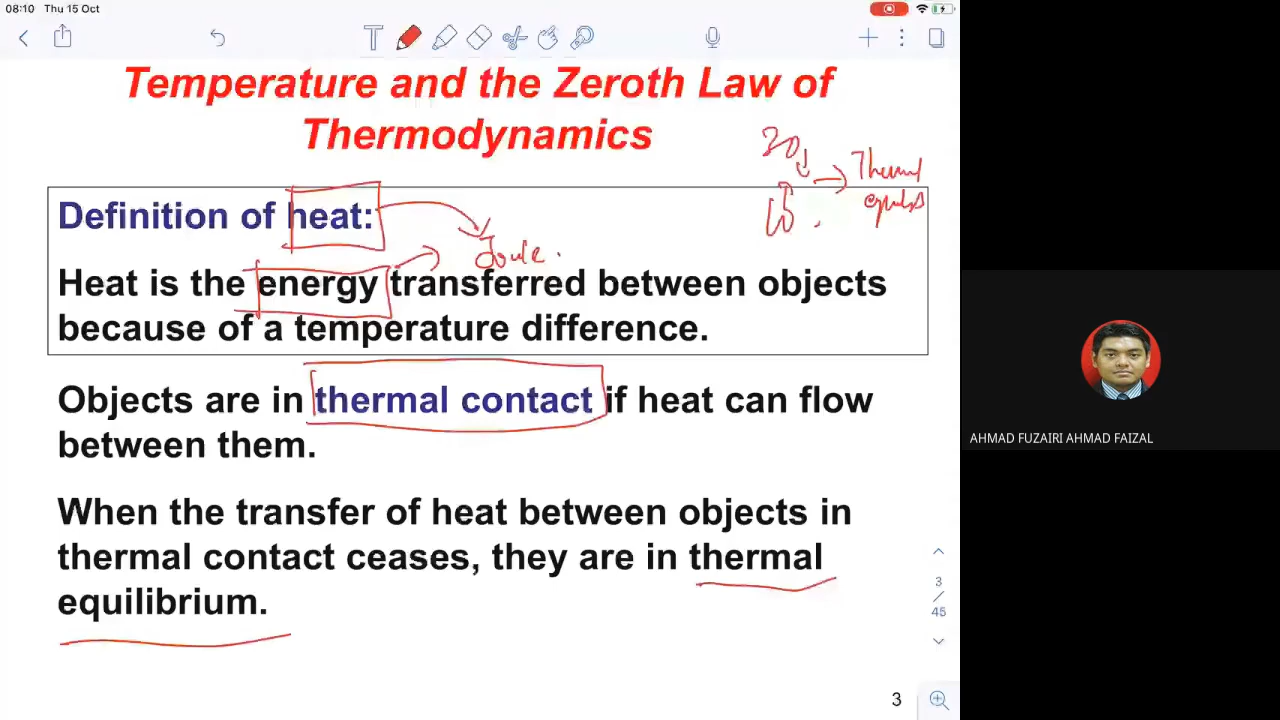 08:10 Thu 15 Oct
Temperature and the Zeroth Law of
Thermodynamics
30
Thermal
Definition of heat:
Joule.
Heat is the energy transferred between objects
because of a temperature difference.
Objects are in thermal contact if heat can flow
between them.
When the transfer of heat between objects in
thermal contact ceases, they are in thermal
equilibrium.
3
/
45
3
AHMAD FUZAIRI AHMAD FAIZAL